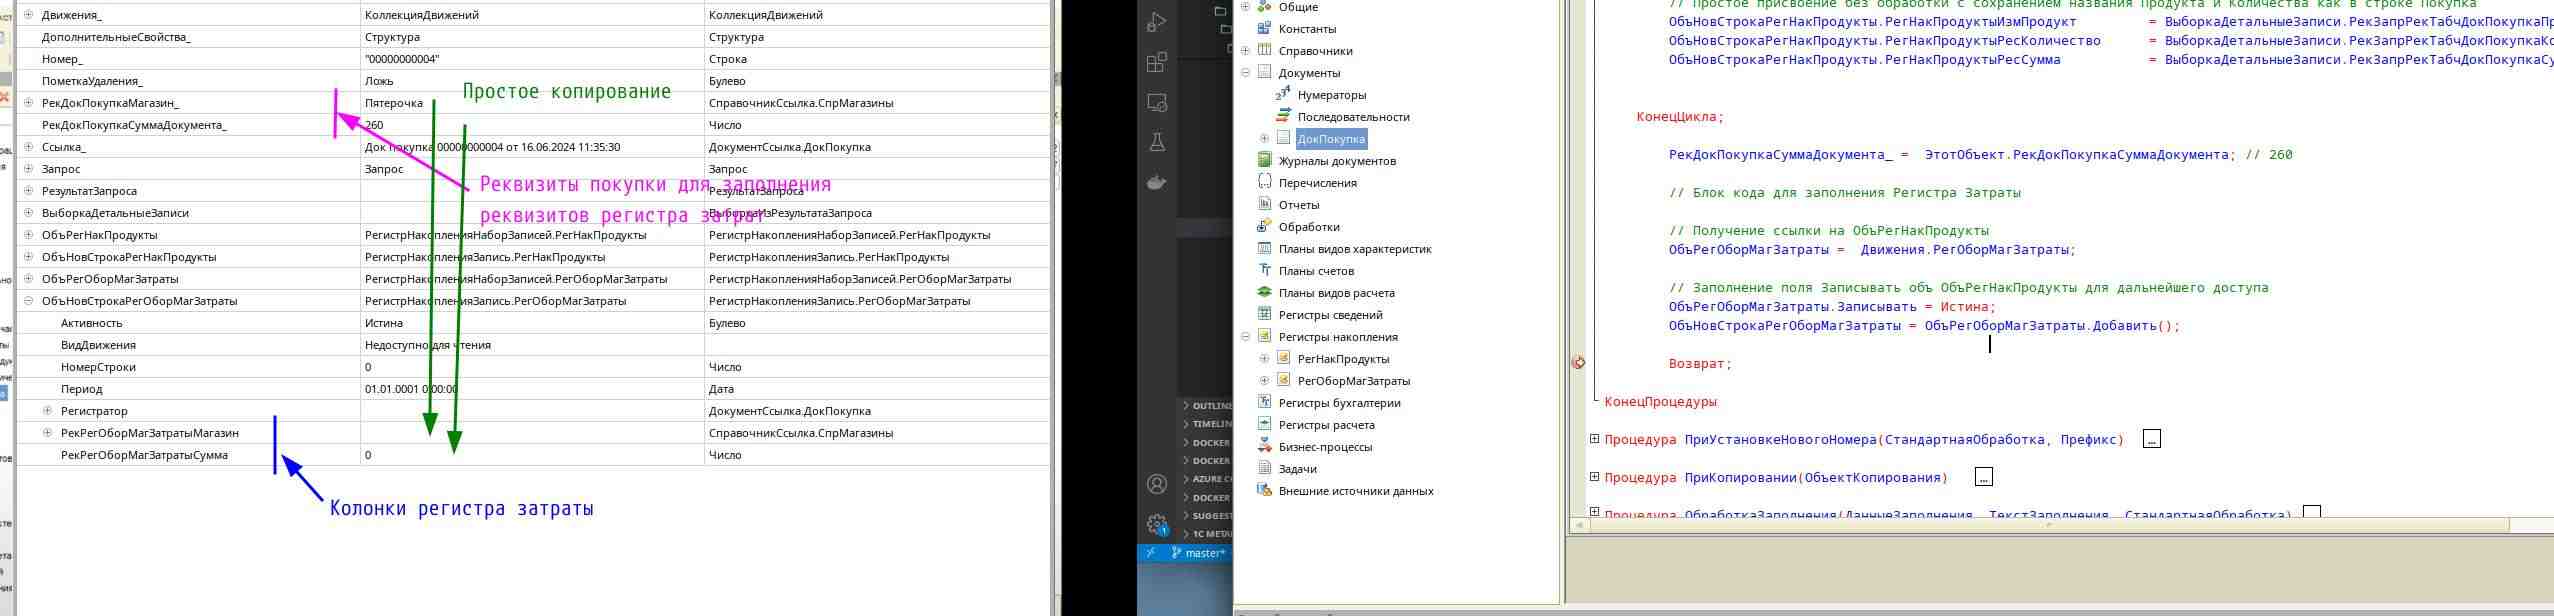 Движения_ КоллекцияДвижений КоллекцияДвижений
ДополнительныеСвойства_ Структура Структура
Номер_ "00000000004" Строка
ПометкаУдаления_ Ложь Булево
Простое копирование
РекДокПокупкаМагазин_ Пятерочка СправочникСсылка.СпрМагазины
РекДокПокупкаСуммаДокумента_ 260 Число
Ссылка_ Док покупка 00000000004 от 16.06.2024 11:35:30 ДокументСсылка.ДокПокупка
Запрос Запрос Запрос
Реквизиты покупки для заполнения
РезультатЗапроса РезультатЗапроса
реквизитов регистра затрат
ВыборкаДетальныеЗаписи ВыборкаИзРезультатаЗапроса
ОбъРегНакПродукты РегистрНакопленияНаборЗаписей.РегНакПродукты РегистрНакопленияНаборЗаписей.РегНакПродукты
ОбъНовСтрокаРегНакПродукты РегистрНакопленияЗапись.РегНакПродукты РегистрНакопленияЗапись.РегНакПродукты
ОбъРегОборМагЗатраты РегистрНакопленияНаборЗаписей.РегОборМагЗатраты РегистрНакопленияНаборЗаписей.РегОборМагЗатраты
ОбъНовСтрокаРегОборМагЗатраты РегистрНакопленияЗапись.РегОборМагЗатраты РегистрНакопленияЗапись.РегОборМагЗатраты
Активность Истина Булево
ВидДвижения Недоступно для чтения
НомерСтроки 0 Число
Период 01.01.0001 0:00:00 Дата
Регистратор ДокументСсылка.ДокПокупка
РекРегОборМагЗатратыМагазин СправочникСсылка.СпрМагазины
РекРегОборМагЗатратыСумма 0 Число
Колонки регистра затраты
OUTLINE
TIMELIN
DOCKER
DOCKER
AZURE
DOCKER
SUGGEST
1C META
master*
Общие
Константы
Справочники
Документы
Нумераторы
Последовательности
ДокПокупка
Журналы документов
Перечисления
Отчеты
Обработки
Планы видов характеристик
Планы счетов
Планы видов расчета
Регистры сведений
Регистры накопления
РегНакПродукты
РегОборМагЗатраты
Регистры бухгалтерии
Регистры расчета
Бизнес-процессы
Задачи
Внешние источники данных
// Простое присвоение без обработки с сохранением названия Продукта и Количества как в строке Покупка
ОбъНовСтрокаРегНакПродукты.РегНакПродуктыИзмПродукт = ВыборкаДетальныеЗаписи.РекЗапрРекТабчДокПокупкаПр
ОбъНовСтрокаРегНакПродукты.РегНакПродуктыРесКоличество = ВыборкаДетальныеЗаписи.РекЗапрРекТабчДокПокупкаКо
ОбъНовСтрокаРегНакПродукты.РегНакПродуктыРесСумма = ВыборкаДетальныеЗаписи.РекЗапрРекТабчДокПокупкаСу
КонецЦикла;
РекДокПокупкаСуммаДокумента_ = ЭтотОбъект.РекДокПокупкаСуммаДокумента; // 260
// Блок кода для заполнения Регистра Затраты
// Получение ссылки на ОбъРегНакПродукты
ОбъРегОборМагЗатраты = Движения.РегОборМагЗатраты;
// Заполнение поля Записывать объ ОбъРегНакПродукты для дальнейшего доступа
ОбъРегОборМагЗатраты.Записывать = Истина;
ОбъНовСтрокаРегОборМагЗатраты = ОбъРегОборМагЗатраты.Добавить();
Возврат;
КонецПроцедуры
Процедура ПриУстановкеНовогоНомера(СтандартнаяОбработка, Префикс) ...
Процедура ПриКопировании(ОбъектКопирования) ...
Процедура ОбработкаЗаполнения(ДанныеЗаполнения, ТекстЗаполнения, СтандартнаяОбработка)